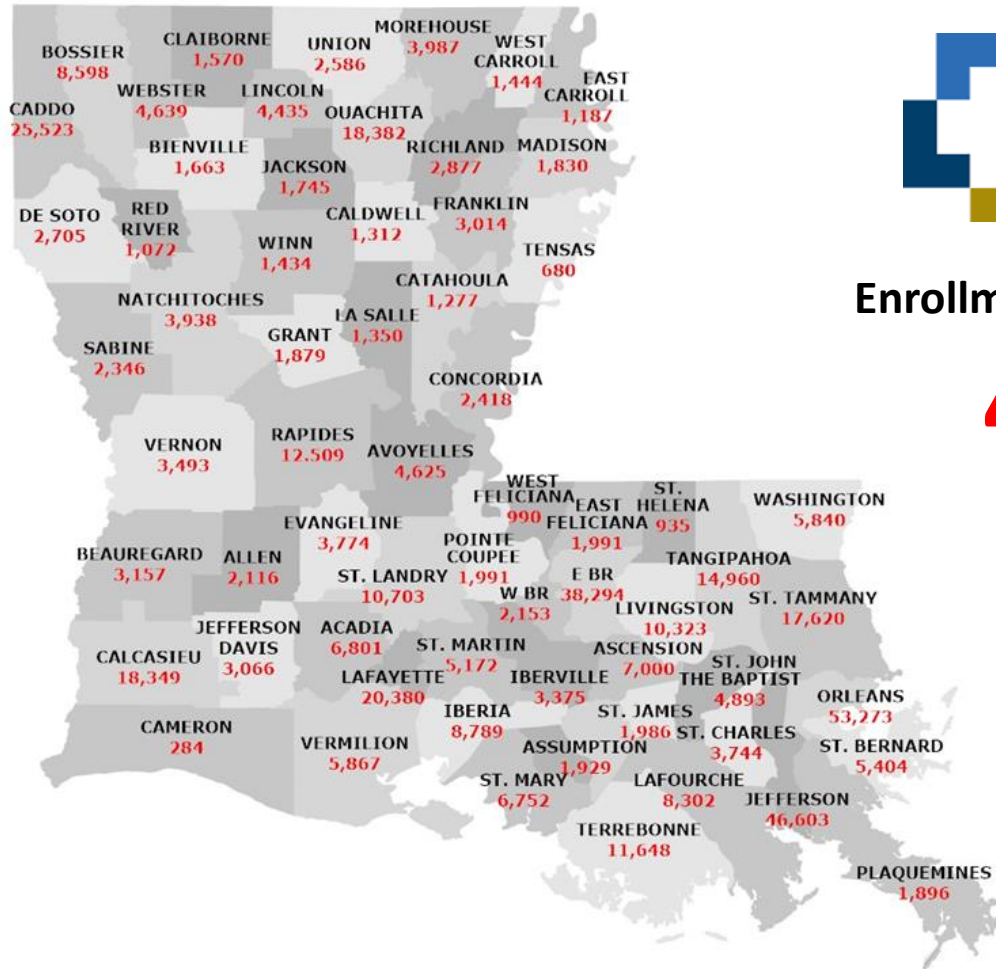 MOREHOUSE
3,987
CLAIBORNE
1,570
UNION
2,586
WEST
CARROLL
1,444
BOSSIER
8,598
EAST
CARROLL
1,187
WEBSTER
4,639
LINCOLN
4,435
CADDO
25,523
OUACHITA
18,382
BIENVILLE
1,663
RICHLAND
2,877
MADISON
1,830
JACKSON
1,745
DE SOTO
2,705
RED
RIVER
1,072
CALDWELL
1,312
FRANKLIN
3,014
WINN
1,434
TENSAS
680
CATAHOULA
1,277
NATCHITOCHES
3,938
LA SALLE
1,350
GRANT
1,879
SABINE
2,346
CONCORDIA
2,418
VERNON
3,493
RAPIDES
12.509
AVOYELLES
4,625
WEST
FELICIANA
990
EAST
FELICIANA
1,991
ST.
HELENA
935
WASHINGTON
5,840
EVANGELINE
3,774
POINTE
COUPEE
1,991
BEAUREGARD
3,157
ALLEN
2,116
TANGIPAHOA
14,960
ST. LANDRY
10,703
E BR
38,294
W BR
2,153
LIVINGSTON
10,323
ST. TAMMANY
17,620
JEFFERSON
DAVIS
3,066
ACADIA
6,801
ST. MARTIN
5,172
ASCENSION
7,000
CALCASIEU
18,349
ST. JOHN
THE BAPTIST
4,893
LAFAYETTE
20,380
IBERVILLE
3,375
ORLEANS
53,273
IBERIA
8,789
ST. JAMES
1,986
CAMERON
284
ST. CHARLES
3,744
VERMILION
5,867
ASSUMPTION
1,929
ST. BERNARD
5,404
ST. MARY
6,752
LAFOURCHE
8,302
JEFFERSON
46,603
TERREBONNE
11,648
PLAQUEMINES
1,896